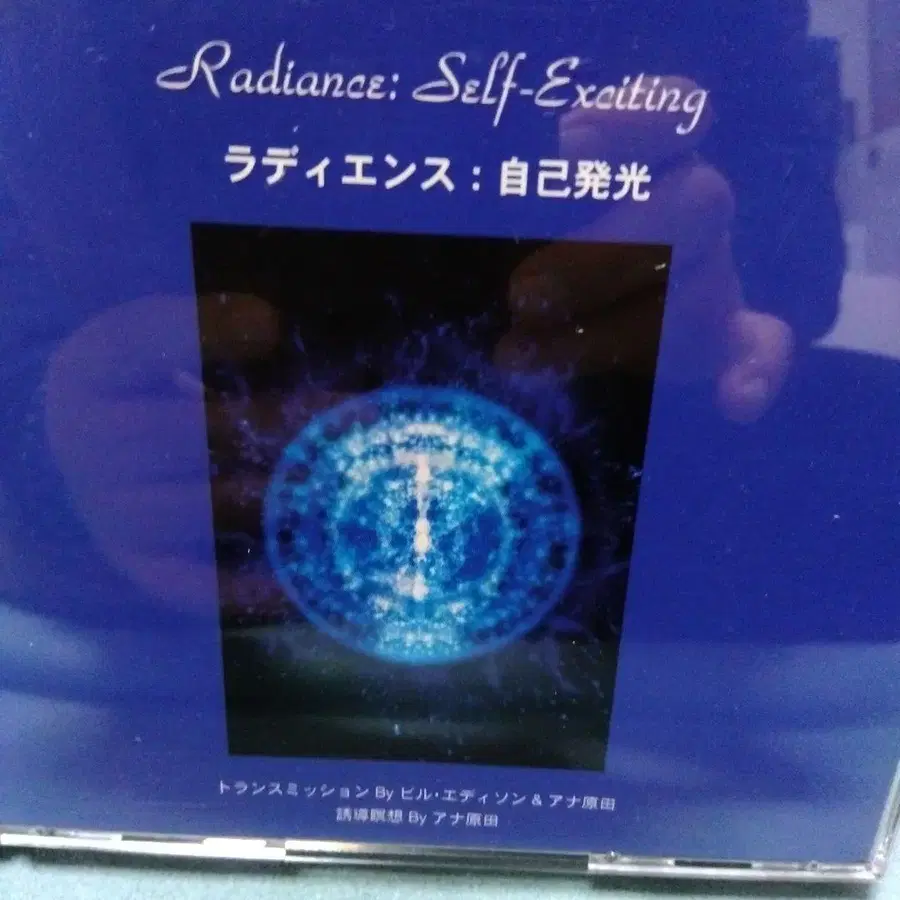 Radiance: Self-Exciting
ラディエンス：自己発光
トランスミッション By ビル・エディソン & アナ原田
誘導瞑想 By アナ原田